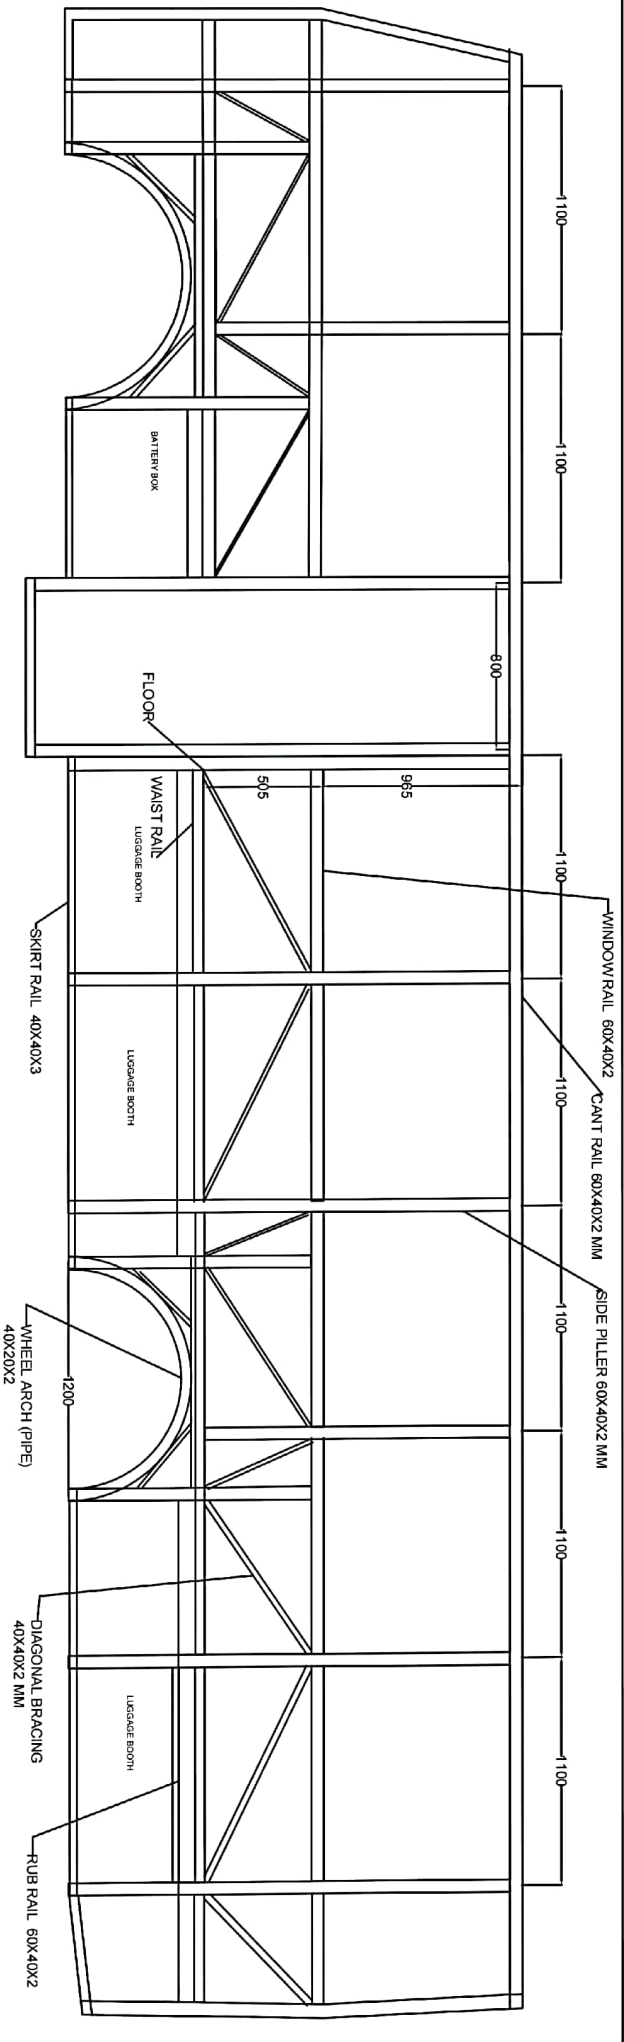 WINDOW RAIL 60X40X2
CANT RAIL 60X40X2 MM
SIDE PILLER 60X40X2 MM
1100
1100
1100
1100
1100
1100
1100
800
965
505
FLOOR
WAIST RAIL
BATTERY BOX
LUGGAGE BOOTH
LUGGAGE BOOTH
LUGGAGE BOOTH
1200
SKIRT RAIL 40X40X3
WHEEL ARCH (PIPE)
40X20X2
DIAGONAL BRACING
40X40X2 MM
RUB RAIL 60X40X2